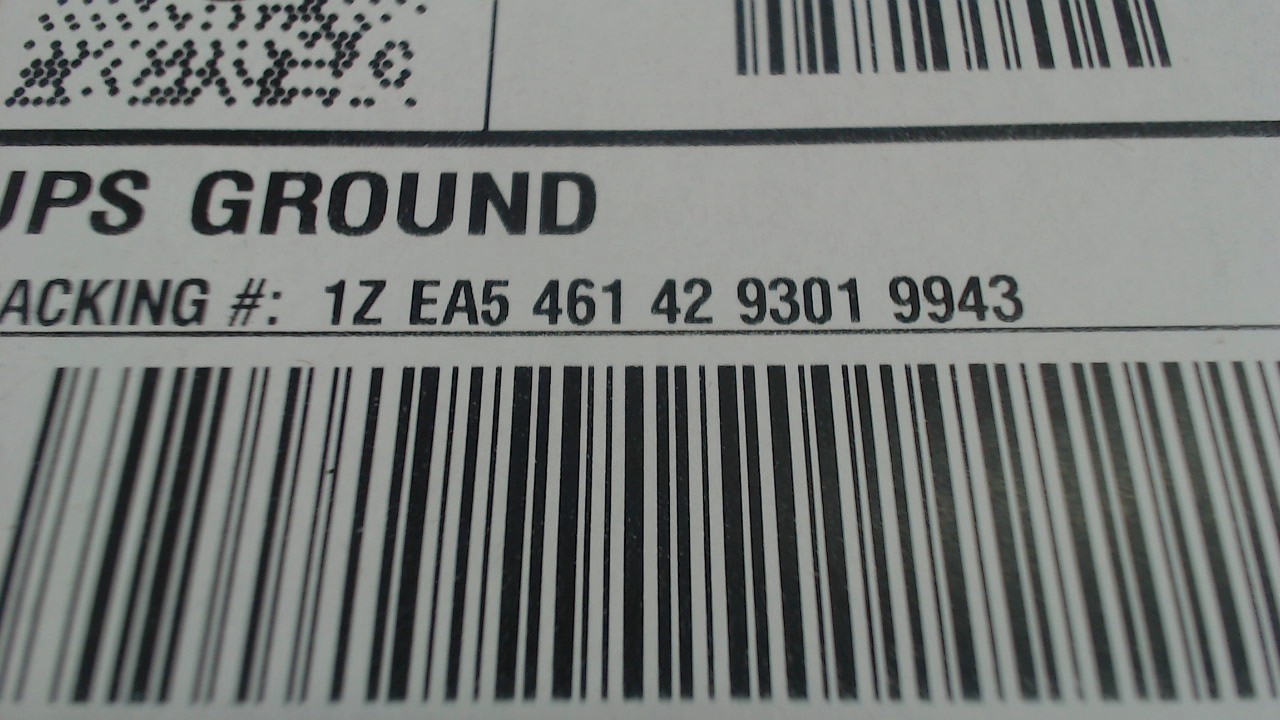 UPS GROUND
ACKING #: 1Z EA5 461 42 9301 9943